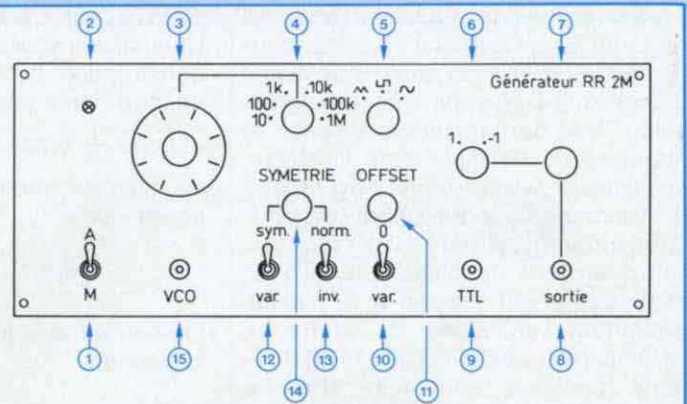 2 3 4 5 6 7
Générateur RR 2M
1k. .10k
100. .100k
10. .1M
1. .-1
SYMETRIE OFFSET
A sym. norm. 0
M VCO var. inv. var. TTL sortie
1 15 12 13 10 9 8
14 11